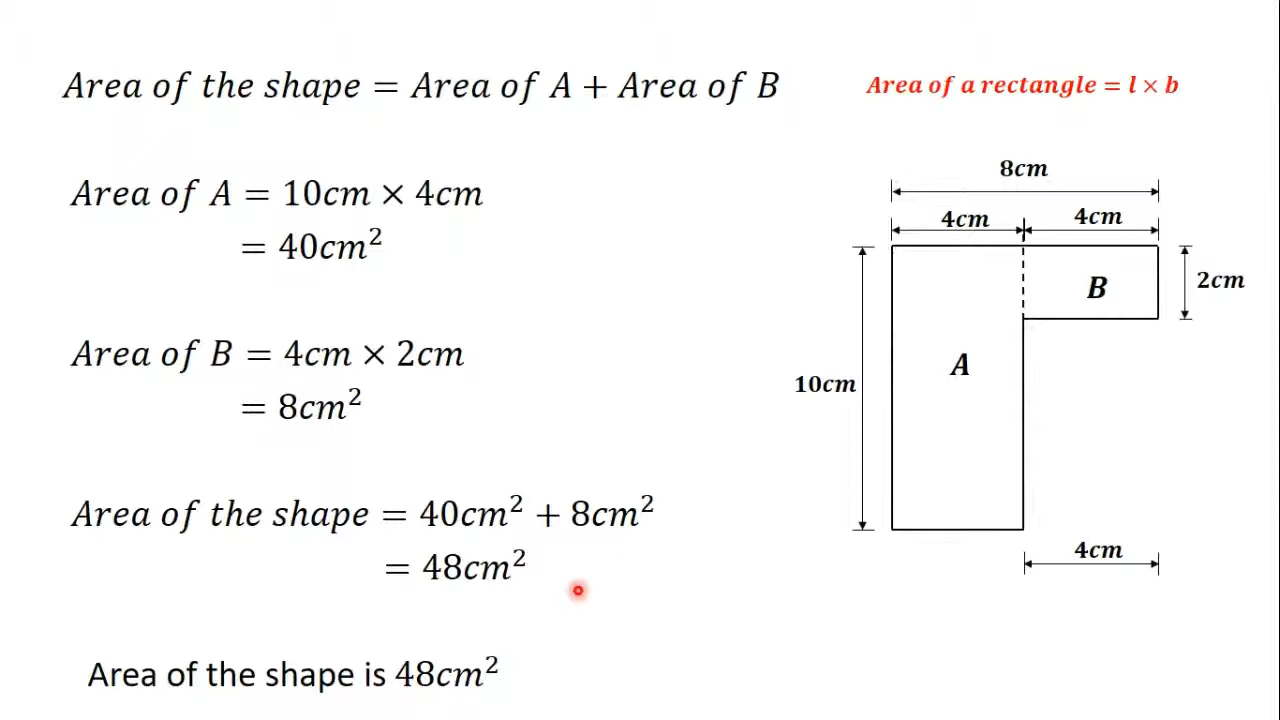 Area of the shape = Area of A + Area of B
Area of a rectangle = l × b
Area of A = 10cm × 4cm
= 40cm²
Area of B = 4cm × 2cm
= 8cm²
Area of the shape = 40cm² + 8cm²
= 48cm²
Area of the shape is 48cm²
8cm
4cm
4cm
B
2cm
A
10cm
4cm